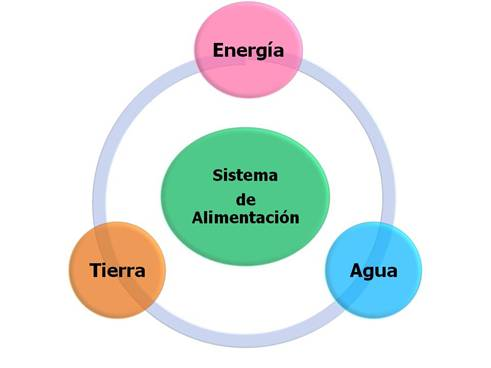 Energía
Sistema
de
Alimentación
Tierra
Agua